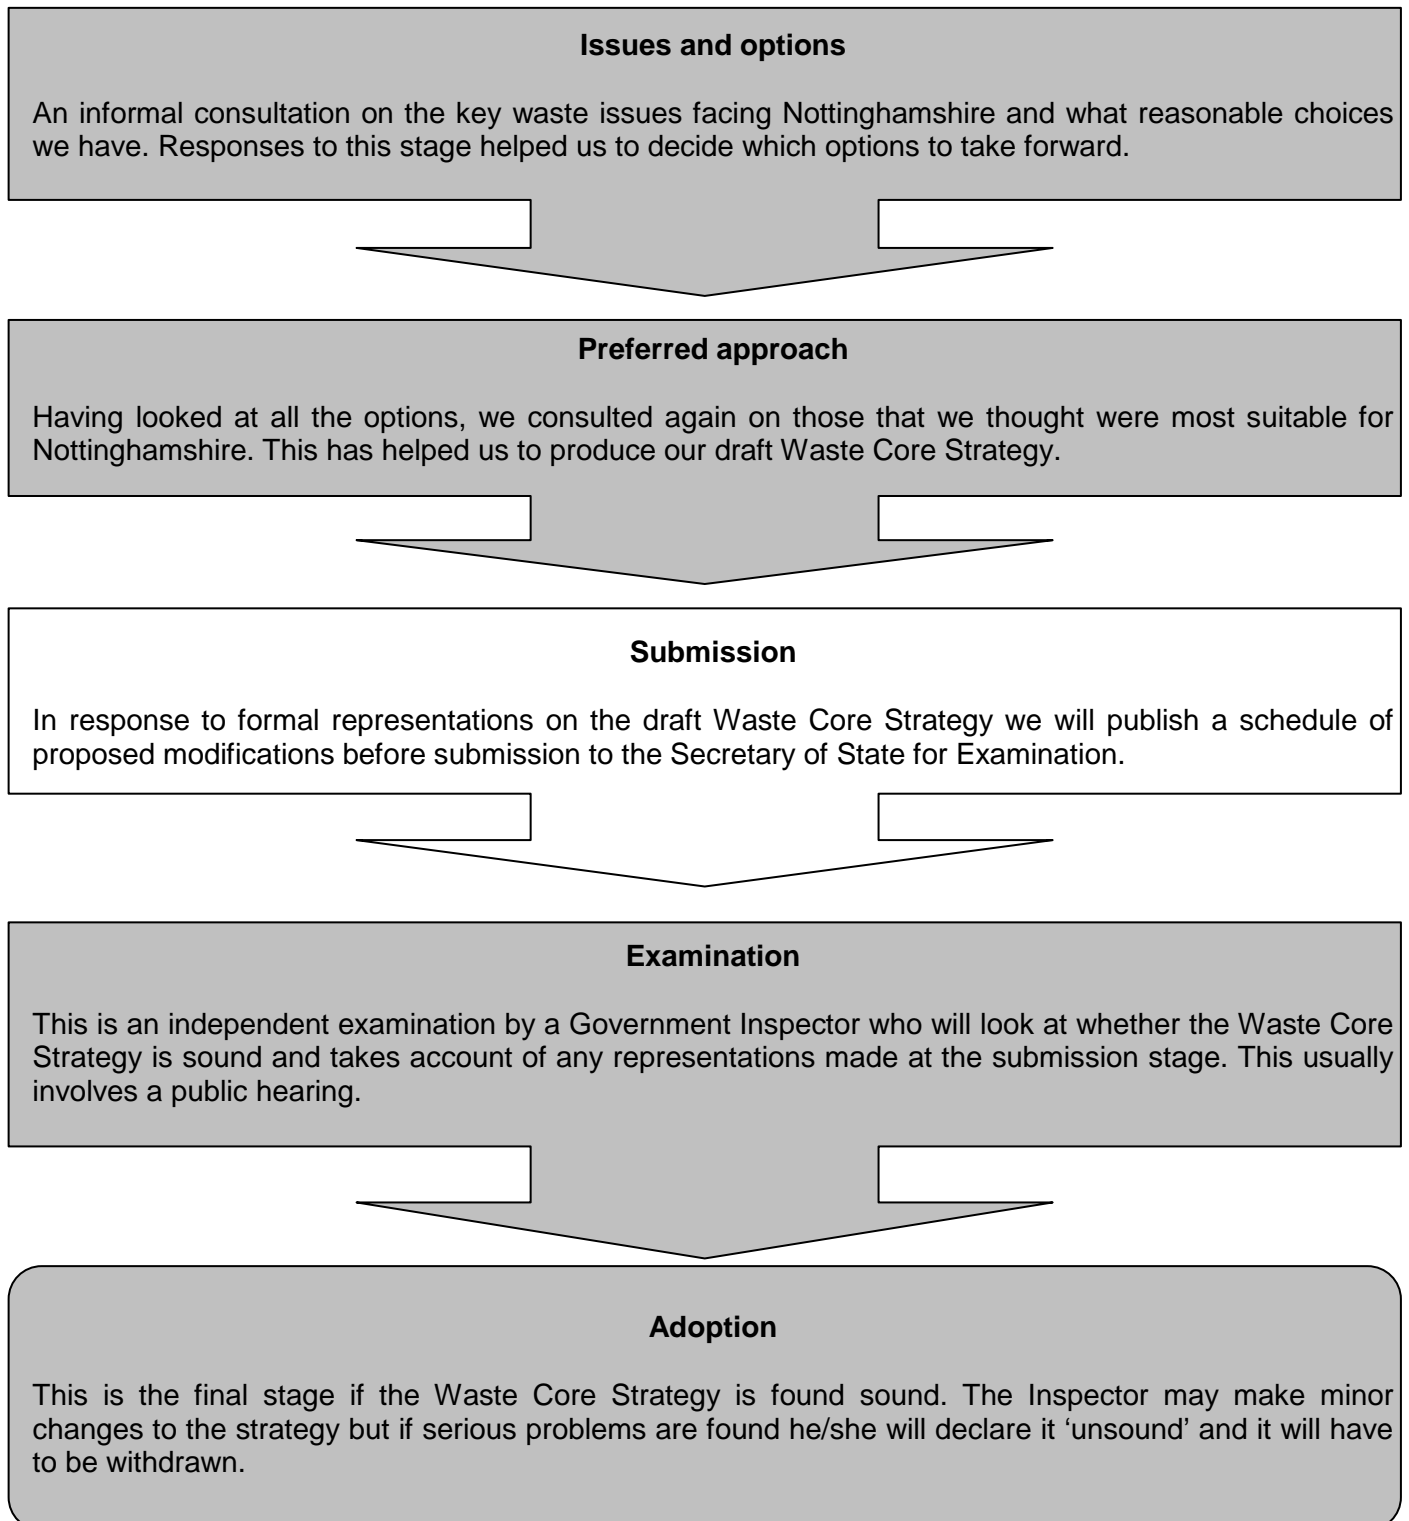 Issues and options
An informal consultation on the key waste issues facing Nottinghamshire and what reasonable choices
we have. Responses to this stage helped us to decide which options to take forward.
Preferred approach
Having looked at all the options, we consulted again on those that we thought were most suitable for
Nottinghamshire. This has helped us to produce our draft Waste Core Strategy.
Submission
In response to formal representations on the draft Waste Core Strategy we will publish a schedule of
proposed modifications before submission to the Secretary of State for Examination.
Examination
This is an independent examination by a Government Inspector who will look at whether the Waste Core
Strategy is sound and takes account of any representations made at the submission stage. This usually
involves a public hearing.
Adoption
This is the final stage if the Waste Core Strategy is found sound. The Inspector may make minor
changes to the strategy but if serious problems are found he/she will declare it ‘unsound’ and it will have
to be withdrawn.